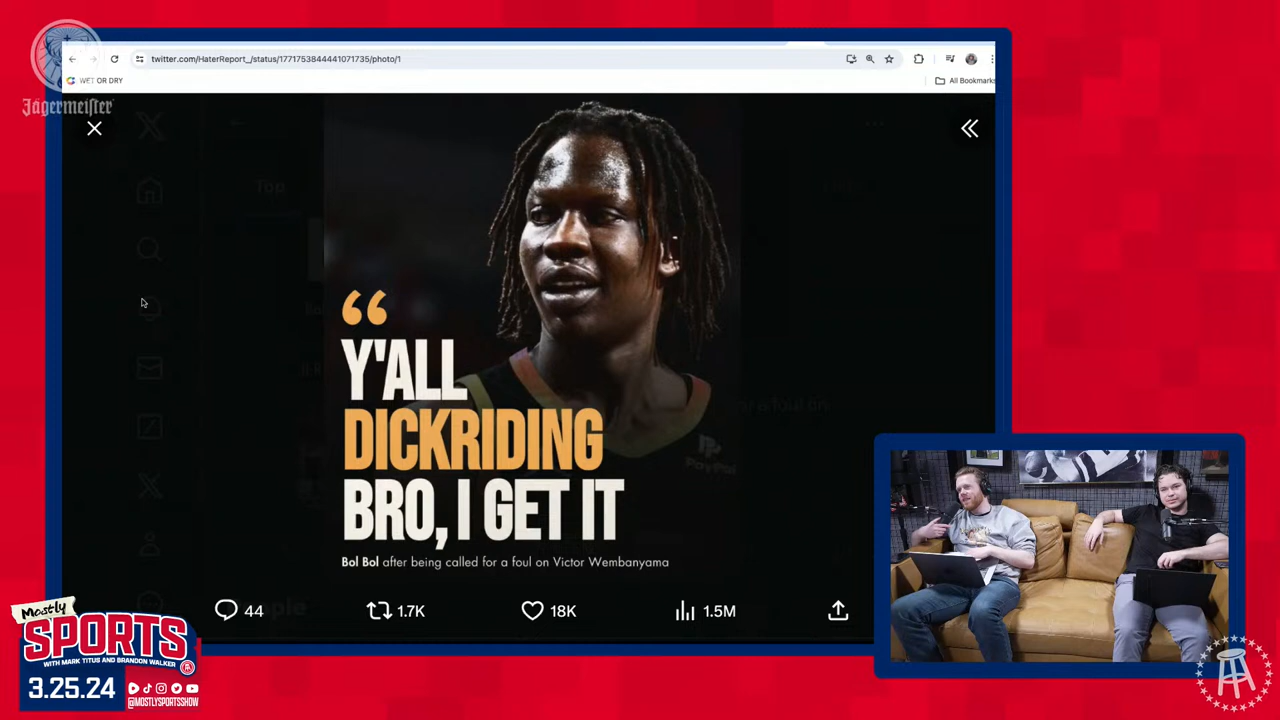 Jägermeister
twitter.com/HaterReport_/status/1771753844441071735/photo/1
WET OR DRY
All Bookmarks
Top
“
Y'ALL
DICKRIDING
BRO, I GET IT
Bol Bol after being called for a foul on Victor Wembanyama
PayPal
44
1.7K
18K
1.5M
Mostly
SPORTS
WITH MARK TITUS AND BRANDON WALKER
3.25.24
@MOSTLYSPORTSSHOW